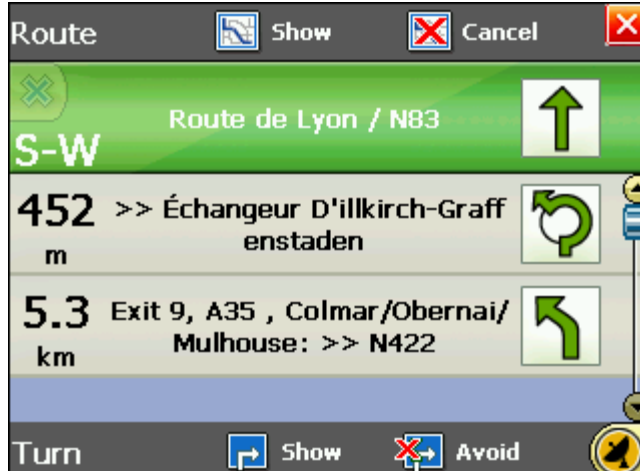 Route Show Cancel
S-W Route de Lyon / N83
452 m >> Échangeur D'illkirch-Graff
enstaden
5.3 km Exit 9, A35 , Colmar/Obernai/
Mulhouse: >> N422
Turn Show Avoid